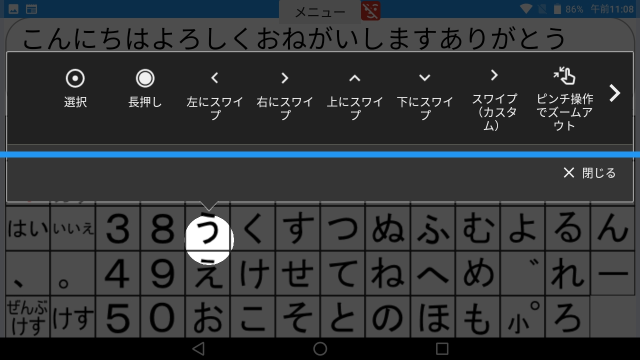 メニュー
86% 午前11:08
こんにちはよろしくおねがいしますありがとう
選択 長押し 左にスワイプ 右にスワイプ 上にスワイプ 下にスワイプ スワイプ（カスタム） ピンチ操作でズームアウト
閉じる
はい いいえ 3 8 う く す つ ぬ ふ む よ る ん
、 。 4 9 え け せ て ね へ め ゛ れ ー
ぜんぶけす けす 5 0 お こ そ と の ほ も 小゜ ろ